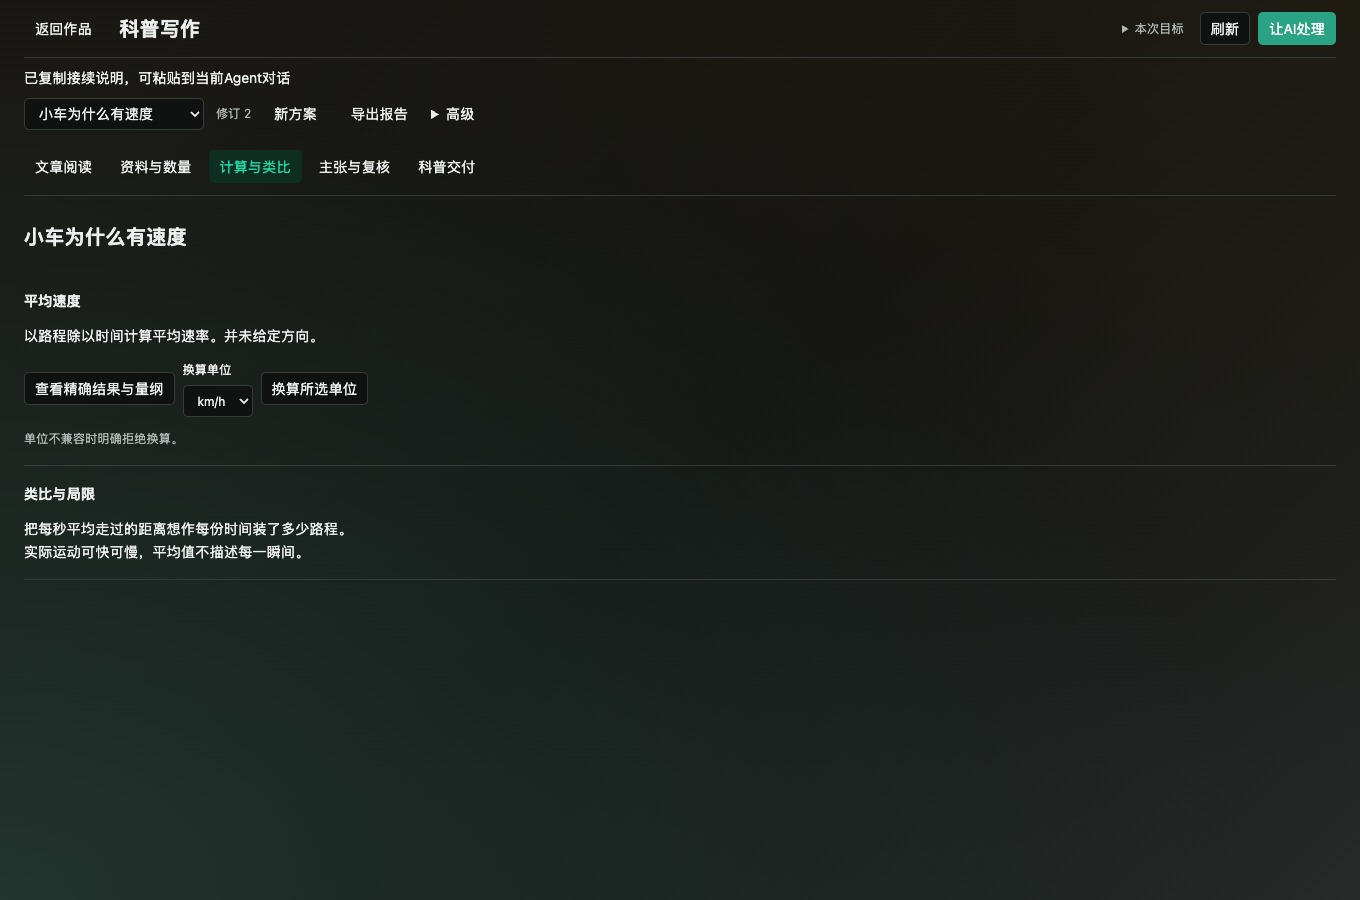 返回作品
科普写作
本次目标
刷新
让AI处理
已复制接续说明，可粘贴到当前Agent对话
小车为什么有速度
修订 2
新方案
导出报告
高级
文章阅读
资料与数量
计算与类比
主张与复核
科普交付
小车为什么有速度
平均速度
以路程除以时间计算平均速率。并未给定方向。
换算单位
查看精确结果与量纲
km/h
换算所选单位
单位不兼容时明确拒绝换算。
类比与局限
把每秒平均走过的距离想作每份时间装了多少路程。
实际运动可快可慢，平均值不描述每一瞬间。